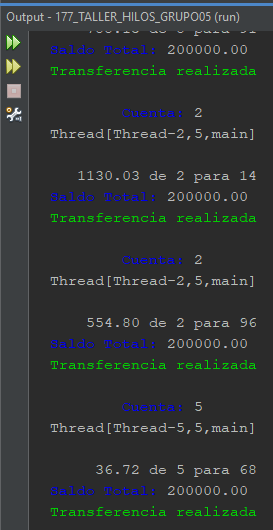 Output - 177_TALLER_HILOS_GRUPO05 (run)
Saldo Total: 200000.00
Transferencia realizada
Cuenta: 2
Thread[Thread-2,5,main]
1130.03 de 2 para 14
Saldo Total: 200000.00
Transferencia realizada
Cuenta: 2
Thread[Thread-2,5,main]
554.80 de 2 para 96
Saldo Total: 200000.00
Transferencia realizada
Cuenta: 5
Thread[Thread-5,5,main]
36.72 de 5 para 68
Saldo Total: 200000.00
Transferencia realizada